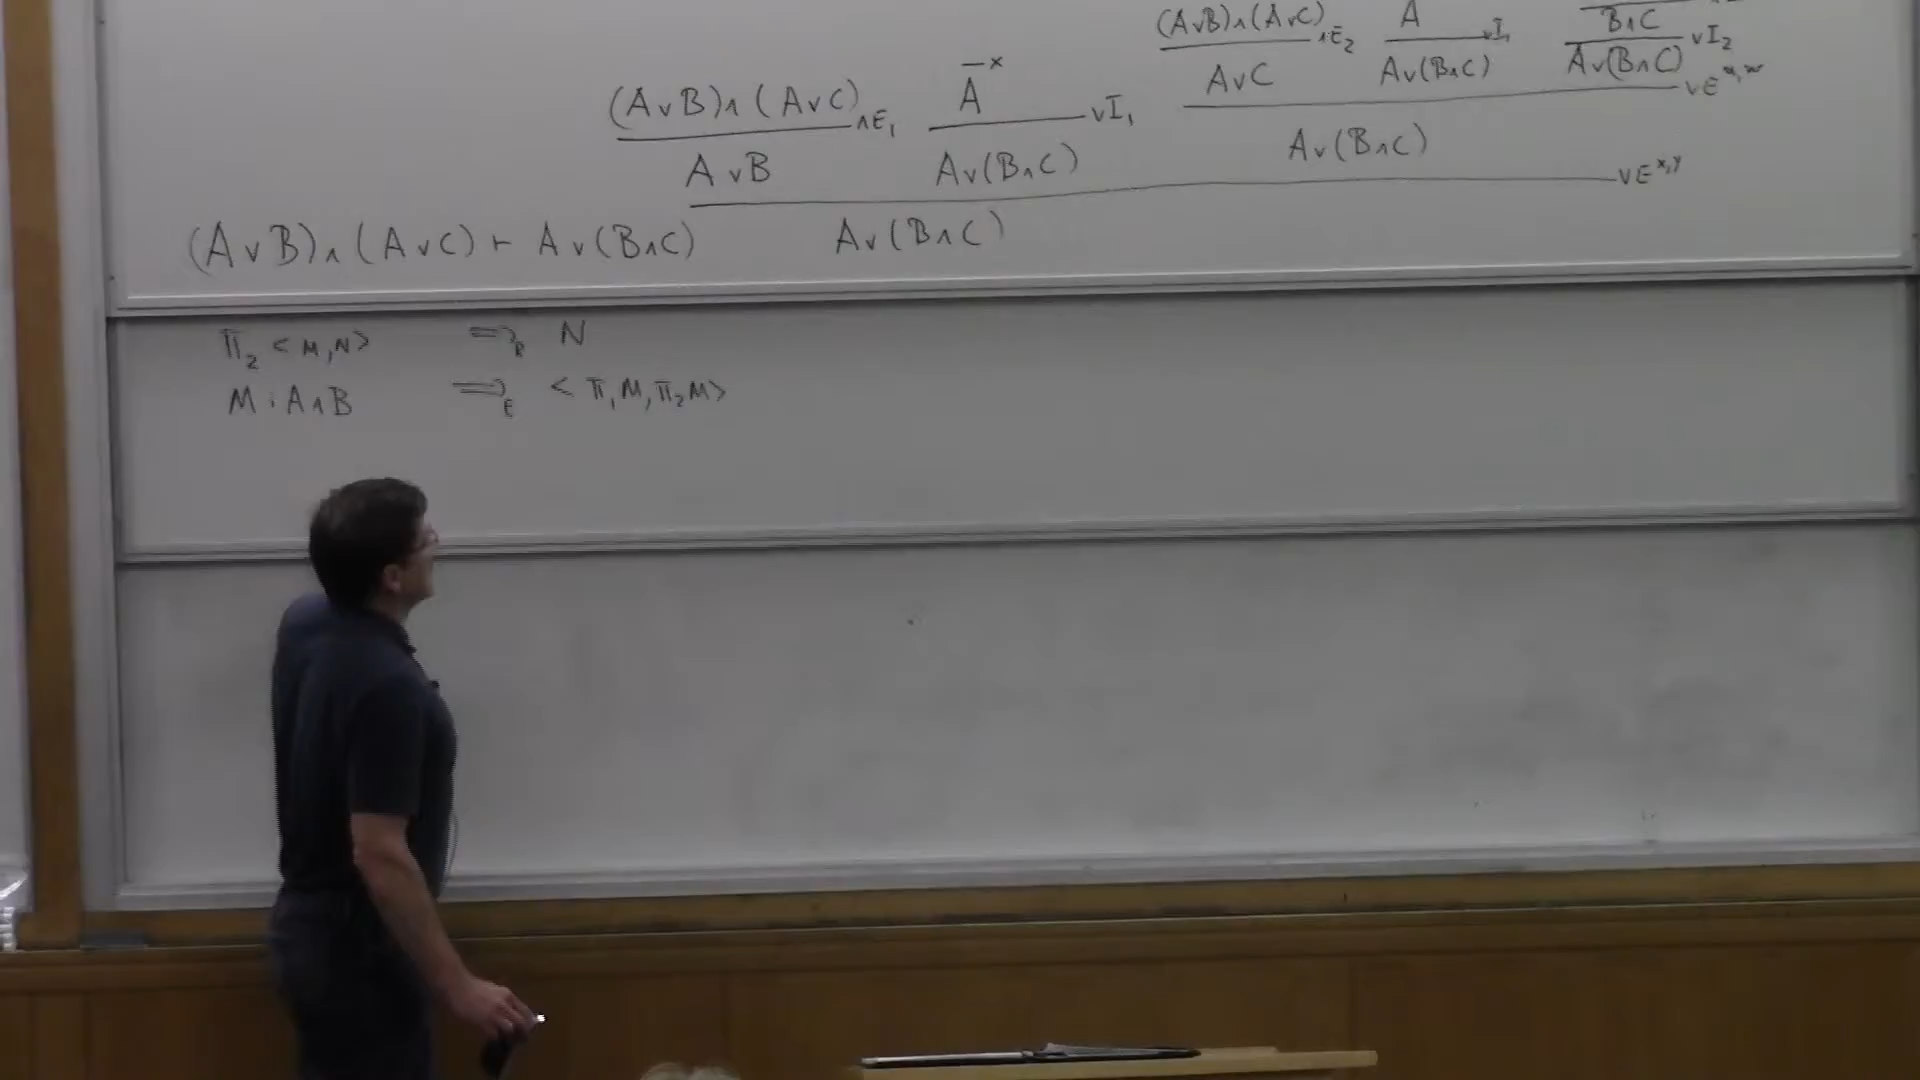 (A∨B)∧(A∨C) ∧E₂ A ∨I₁ B∧C ∨I₂
A∨C A∨(B∧C) A∨(B∧C) ∨E
(A∨B)∧(A∨C) ∧E₁ A ˣ ∨I₁ A∨(B∧C)
A∨B A∨(B∧C) ∨E ˣ,ʸ
(A∨B)∧(A∨C) ⊢ A∨(B∧C) A∨(B∧C)
π₂ <M,N> ⟹R N
M : A∧B ⟹E <π₁M, π₂M>